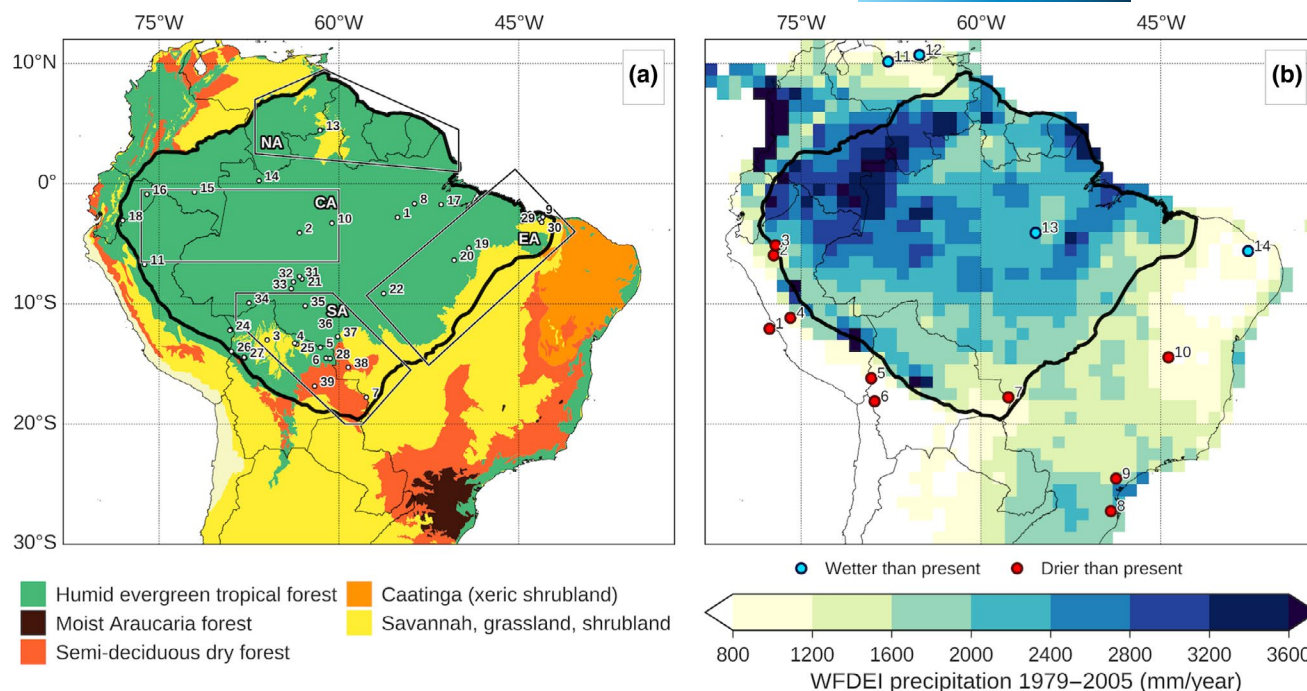 75°W 60°W 45°W 75°W 60°W 45°W
(a) (b)
10°N
0°
10°S
20°S
30°S
NA
CA
EA
SA
13
14
16 15
18
11
2 10
1 8 17
9
29
30
19
20
22
32 31
33 21
34 35
24 3 36
4 37
26 27 25 5
6 28
38
39
7
11 12
13
14
3
2
1 4
5
6
7
10
9
8
Humid evergreen tropical forest
Moist Araucaria forest
Semi-deciduous dry forest
Caatinga (xeric shrubland)
Savannah, grassland, shrubland
Wetter than present Drier than present
800 1200 1600 2000 2400 2800 3200 3600
WFDEI precipitation 1979–2005 (mm/year)